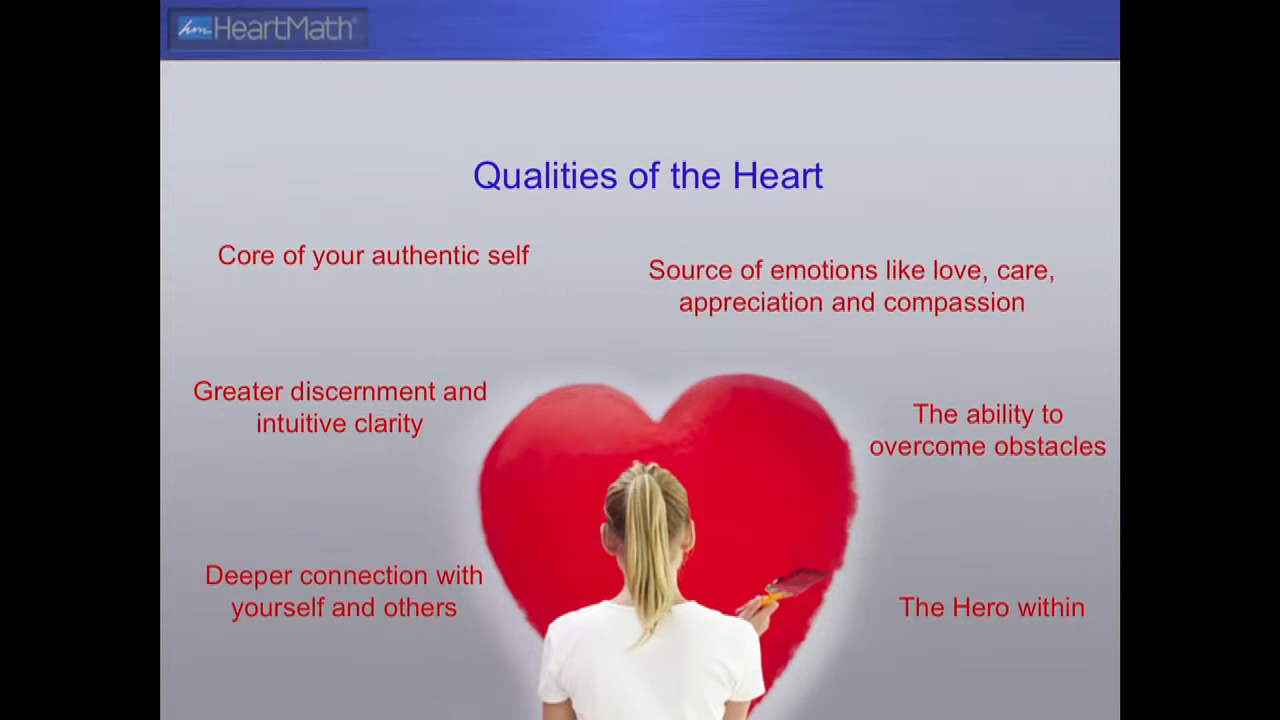 hm HeartMath®
Qualities of the Heart
Core of your authentic self
Source of emotions like love, care,
appreciation and compassion
Greater discernment and
intuitive clarity
The ability to
overcome obstacles
Deeper connection with
yourself and others
The Hero within